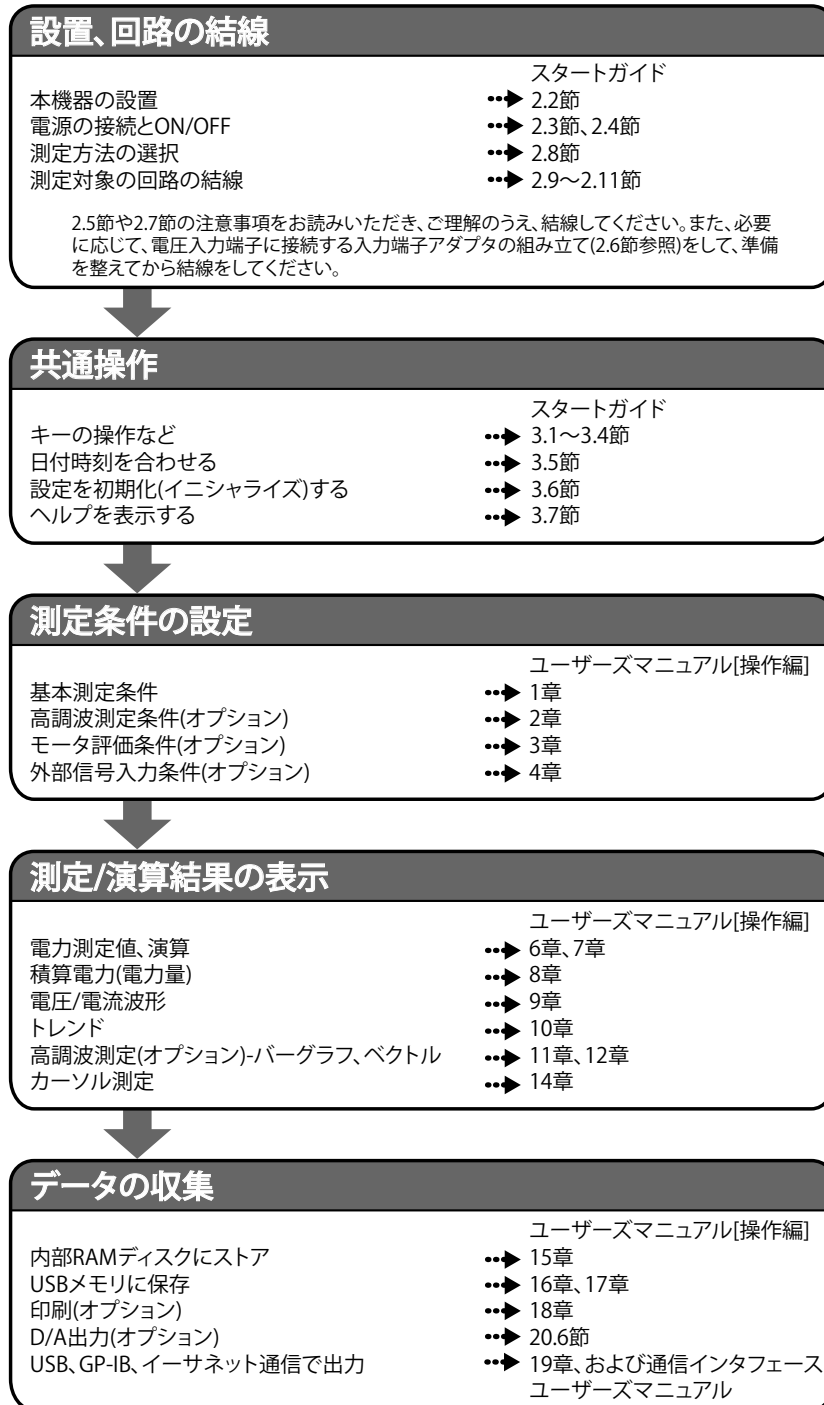 設置、回路の結線
スタートガイド
本機器の設置 2.2節
電源の接続とON/OFF 2.3節、2.4節
測定方法の選択 2.8節
測定対象の回路の結線 2.9～2.11節
2.5節や2.7節の注意事項をお読みいただき、ご理解のうえ、結線してください。また、必要
に応じて、電圧入力端子に接続する入力端子アダプタの組み立て(2.6節参照)をして、準備
を整えてから結線をしてください。
共通操作
スタートガイド
キーの操作など 3.1～3.4節
日付時刻を合わせる 3.5節
設定を初期化(イニシャライズ)する 3.6節
ヘルプを表示する 3.7節
測定条件の設定
ユーザーズマニュアル[操作編]
基本測定条件 1章
高調波測定条件(オプション) 2章
モータ評価条件(オプション) 3章
外部信号入力条件(オプション) 4章
測定/演算結果の表示
ユーザーズマニュアル[操作編]
電力測定値、演算 6章、7章
積算電力(電力量) 8章
電圧/電流波形 9章
トレンド 10章
高調波測定(オプション)-バーグラフ、ベクトル 11章、12章
カーソル測定 14章
データの収集
ユーザーズマニュアル[操作編]
内部RAMディスクにストア 15章
USBメモリに保存 16章、17章
印刷(オプション) 18章
D/A出力(オプション) 20.6節
USB、GP-IB、イーサネット通信で出力 19章、および通信インタフェース
ユーザーズマニュアル